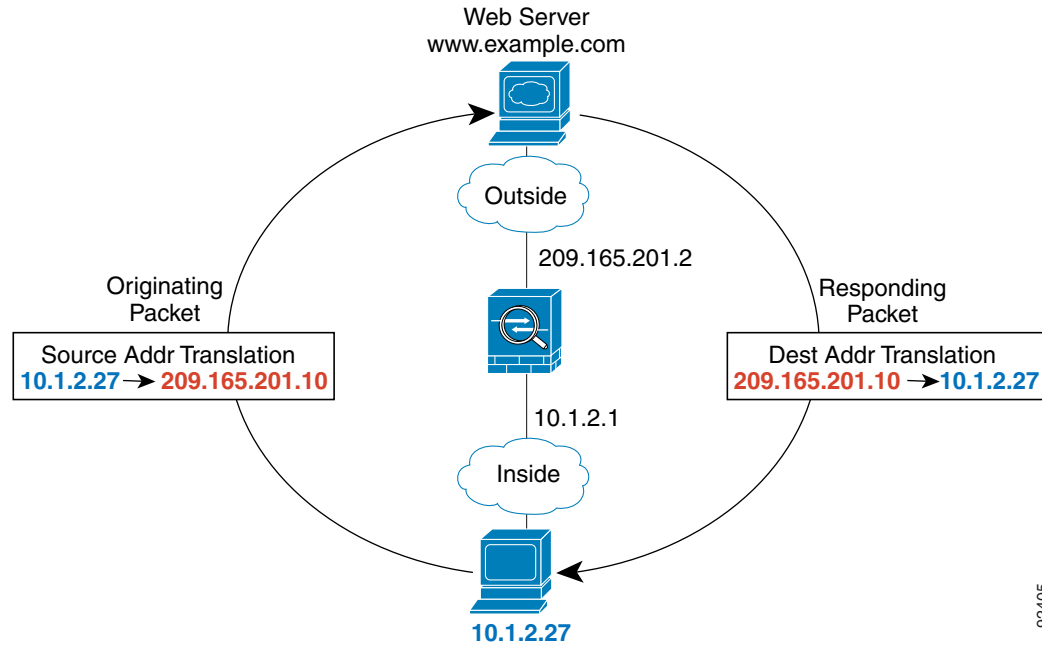 Web Server
www.example.com
Outside
209.165.201.2
Originating
Packet
Responding
Packet
Source Addr Translation
10.1.2.27 209.165.201.10
Dest Addr Translation
209.165.201.10 10.1.2.27
10.1.2.1
Inside
10.1.2.27